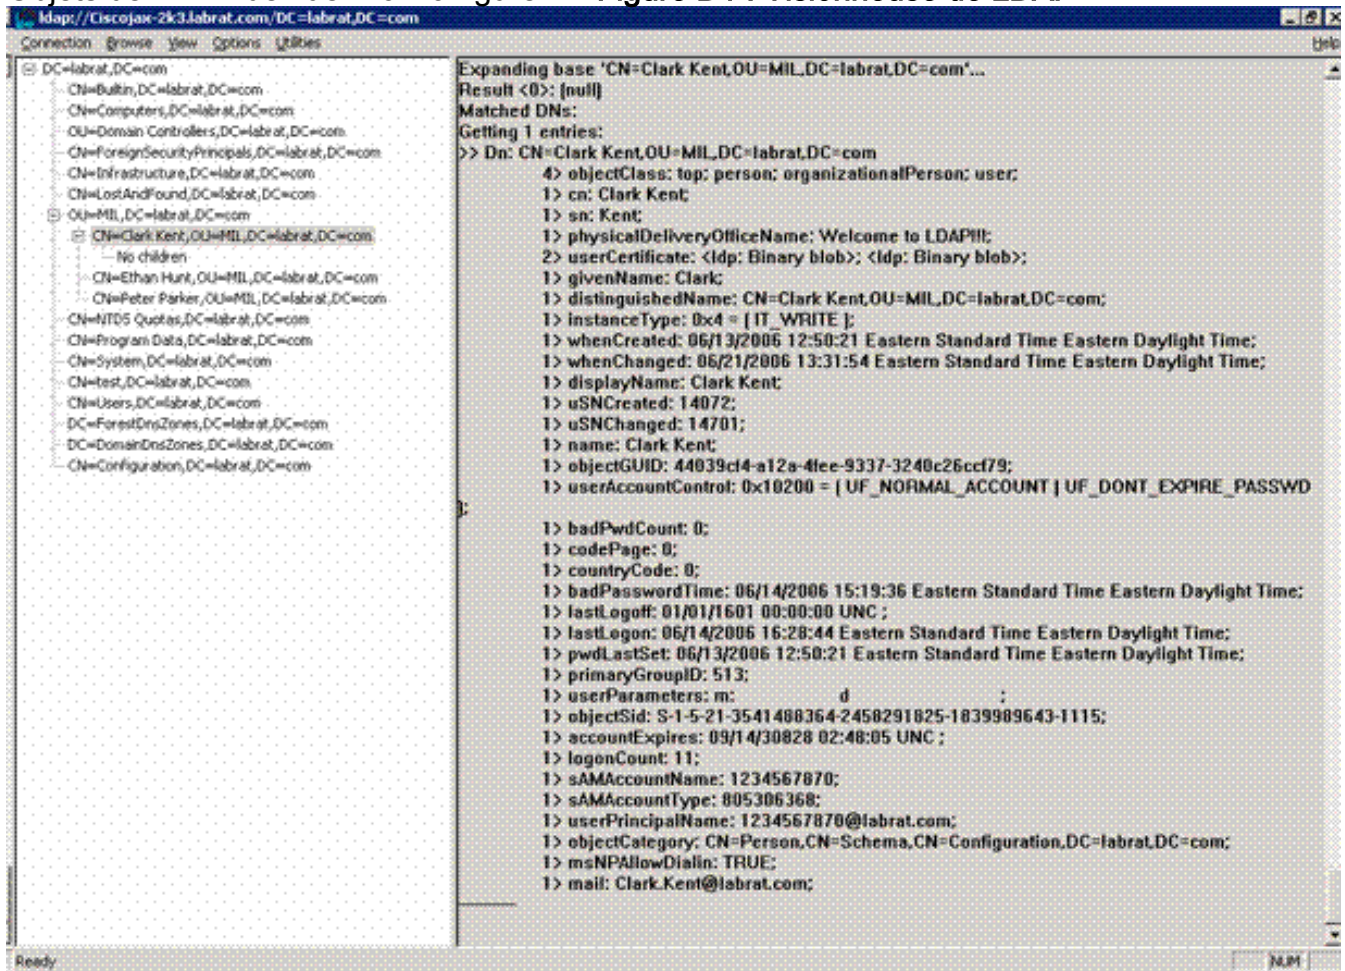 ldap://Ciscojax-2k3.labrat.com/DC=labrat,DC=com
Connection Browse View Options Utilities Help
DC=labrat,DC=com
CN=Builtin,DC=labrat,DC=com
CN=Computers,DC=labrat,DC=com
OU=Domain Controllers,DC=labrat,DC=com
CN=ForeignSecurityPrincipals,DC=labrat,DC=com
CN=Infrastructure,DC=labrat,DC=com
CN=LostAndFound,DC=labrat,DC=com
OU=MIL,DC=labrat,DC=com
CN=Clark Kent,OU=MIL,DC=labrat,DC=com
No children
CN=Ethan Hunt,OU=MIL,DC=labrat,DC=com
CN=Peter Parker,OU=MIL,DC=labrat,DC=com
CN=NTDS Quotas,DC=labrat,DC=com
CN=Program Data,DC=labrat,DC=com
CN=System,DC=labrat,DC=com
CN=test,DC=labrat,DC=com
CN=Users,DC=labrat,DC=com
DC=ForestDnsZones,DC=labrat,DC=com
DC=DomainDnsZones,DC=labrat,DC=com
CN=Configuration,DC=labrat,DC=com
Expanding base 'CN=Clark Kent,OU=MIL,DC=labrat,DC=com'...
Result <0>: (null)
Matched DNs:
Getting 1 entries:
>> Dn: CN=Clark Kent,OU=MIL,DC=labrat,DC=com
4> objectClass: top; person; organizationalPerson; user;
1> cn: Clark Kent;
1> sn: Kent;
1> physicalDeliveryOfficeName: Welcome to LDAP!!!;
2> userCertificate: <ldp: Binary blob>; <ldp: Binary blob>;
1> givenName: Clark;
1> distinguishedName: CN=Clark Kent,OU=MIL,DC=labrat,DC=com;
1> instanceType: 0x4 = ( IT_WRITE );
1> whenCreated: 06/13/2006 12:50:21 Eastern Standard Time Eastern Daylight Time;
1> whenChanged: 06/21/2006 13:31:54 Eastern Standard Time Eastern Daylight Time;
1> displayName: Clark Kent;
1> uSNCreated: 14072;
1> uSNChanged: 14701;
1> name: Clark Kent;
1> objectGUID: 44039cf4-a12a-4fee-9337-3240c26ccf79;
1> userAccountControl: 0x10200 = ( UF_NORMAL_ACCOUNT | UF_DONT_EXPIRE_PASSWD
);
1> badPwdCount: 0;
1> codePage: 0;
1> countryCode: 0;
1> badPasswordTime: 06/14/2006 15:19:36 Eastern Standard Time Eastern Daylight Time;
1> lastLogoff: 01/01/1601 00:00:00 UNC ;
1> lastLogon: 06/14/2006 16:28:44 Eastern Standard Time Eastern Daylight Time;
1> pwdLastSet: 06/13/2006 12:50:21 Eastern Standard Time Eastern Daylight Time;
1> primaryGroupID: 513;
1> userParameters: m: d ;
1> objectSid: S-1-5-21-3541488364-2458291825-1839989643-1115;
1> accountExpires: 09/14/30828 02:48:05 UNC ;
1> logonCount: 11;
1> sAMAccountName: 1234567870;
1> sAMAccountType: 805306368;
1> userPrincipalName: 1234567870@labrat.com;
1> objectCategory: CN=Person,CN=Schema,CN=Configuration,DC=labrat,DC=com;
1> msNPAllowDialin: TRUE;
1> mail: Clark.Kent@labrat.com;
Ready NUM